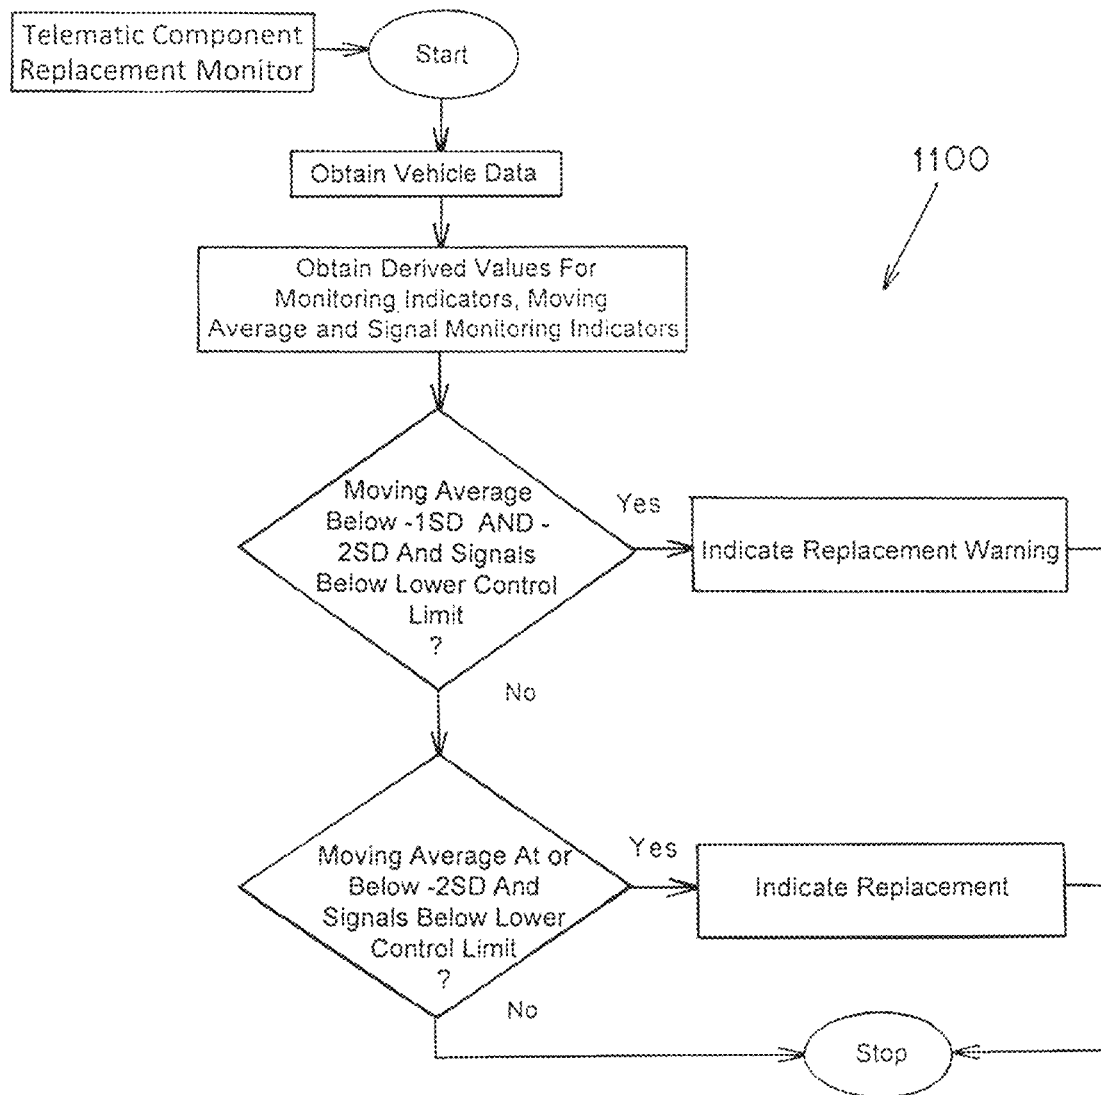 Telematic Component
Replacement Monitor
Start
Obtain Vehicle Data
1100
Obtain Derived Values For
Monitoring Indicators, Moving
Average and Signal Monitoring Indicators
Moving Average
Below -1SD AND -
2SD And Signals
Below Lower Control
Limit
?
Yes
Indicate Replacement Warning
No
Moving Average At or
Below -2SD And
Signals Below Lower
Control Limit
?
Yes
Indicate Replacement
No
Stop